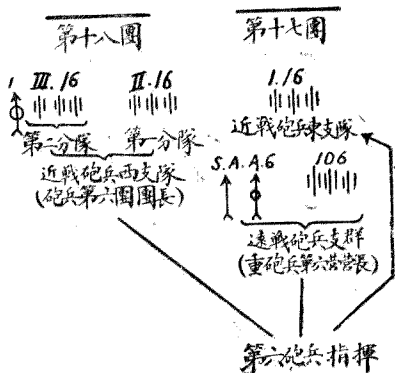 第十八團
第十七團
1 III.16 II.16
I.16
第二分隊 第一分隊
近戰砲兵西支隊
(砲兵第六團團長)
近戰砲兵東支隊
S.A. A.6 106
遠戰砲兵支群
(重砲兵第六營營長)
第六砲兵指揮